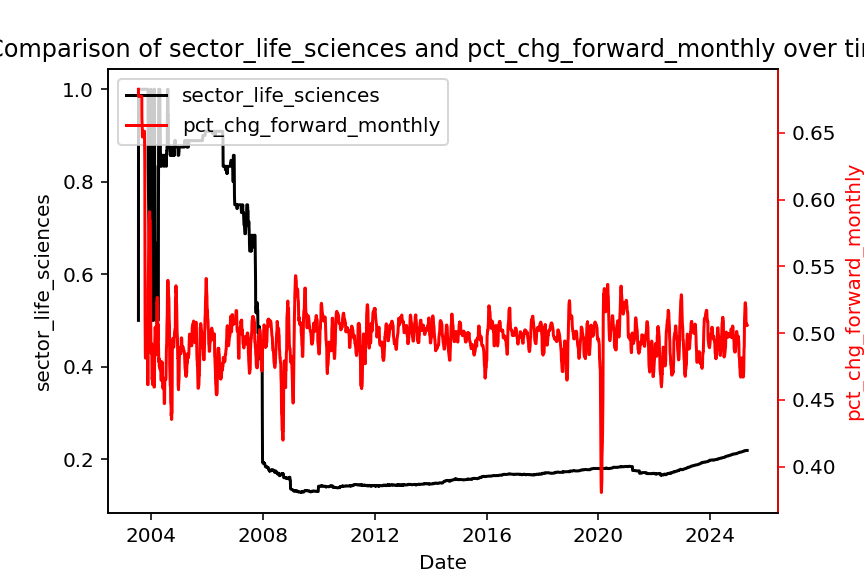 Comparison of sector_life_sciences and pct_chg_forward_monthly over tim
sector_life_sciences
pct_chg_forward_monthly
1.0
0.8
0.6
0.4
0.2
sector_life_sciences
0.65
0.60
0.55
0.50
0.45
0.40
pct_chg_forward_monthly
2004
2008
2012
2016
2020
2024
Date